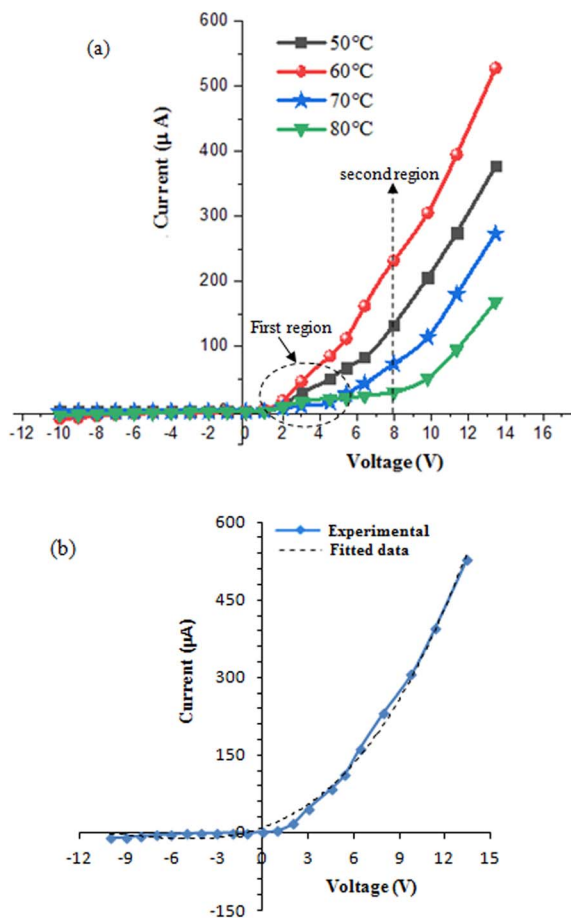 (a)
600
500
400
300
200
100
Current (µ A)
50°C
60°C
70°C
80°C
second region
First region
-12 -10 -8 -6 -4 -2 0 2 4 6 8 10 12 14 16
Voltage (V)
(b)
600
450
300
150
0
-150
Current (µA)
Experimental
Fitted data
-12 -9 -6 -3 0 3 6 9 12 15
Voltage (V)